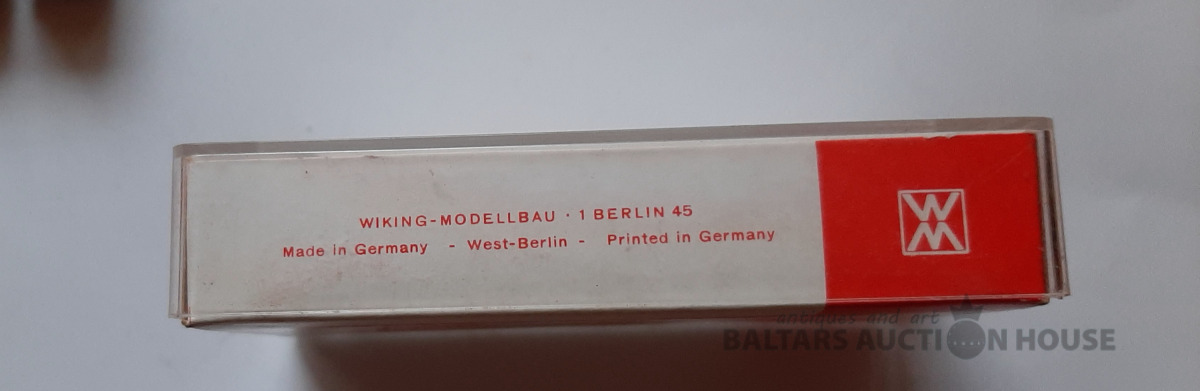 WIKING-MODELLBAU · 1 BERLIN 45
Made in Germany - West-Berlin - Printed in Germany
WM
antiques and art
BALTARS AUCTION HOUSE